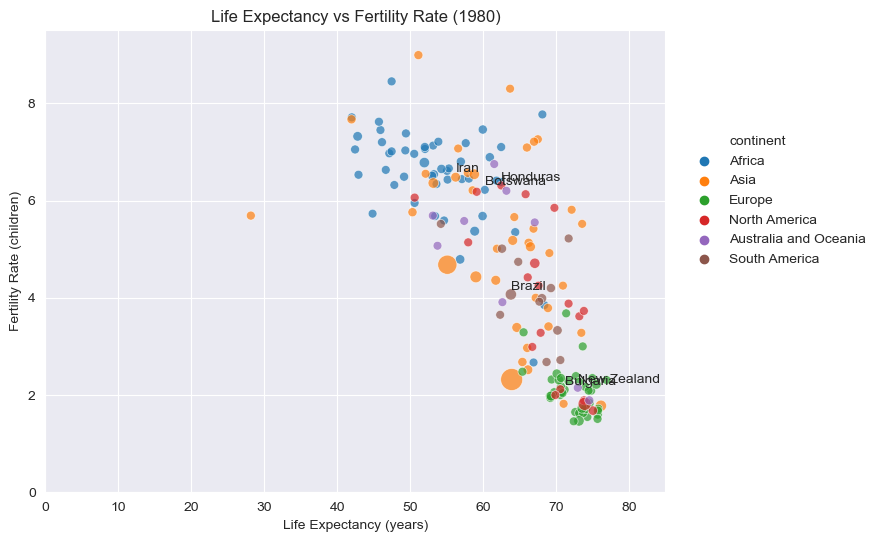 Life Expectancy vs Fertility Rate (1980)
Fertility Rate (children)
8
6
4
2
0
Iran
Honduras
Botswana
Brazil
New Zealand
Bulgaria
0 10 20 30 40 50 60 70 80
Life Expectancy (years)
continent
Africa
Asia
Europe
North America
Australia and Oceania
South America